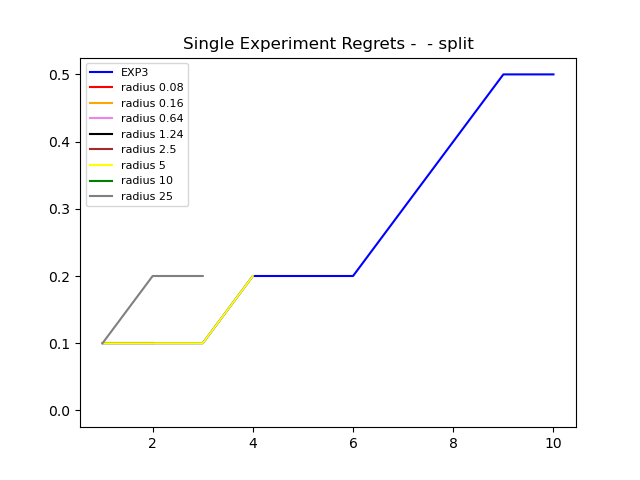 Single Experiment Regrets -  - split
EXP3
radius 0.08
radius 0.16
radius 0.64
radius 1.24
radius 2.5
radius 5
radius 10
radius 25
0.5
0.4
0.3
0.2
0.1
0.0
2 4 6 8 10